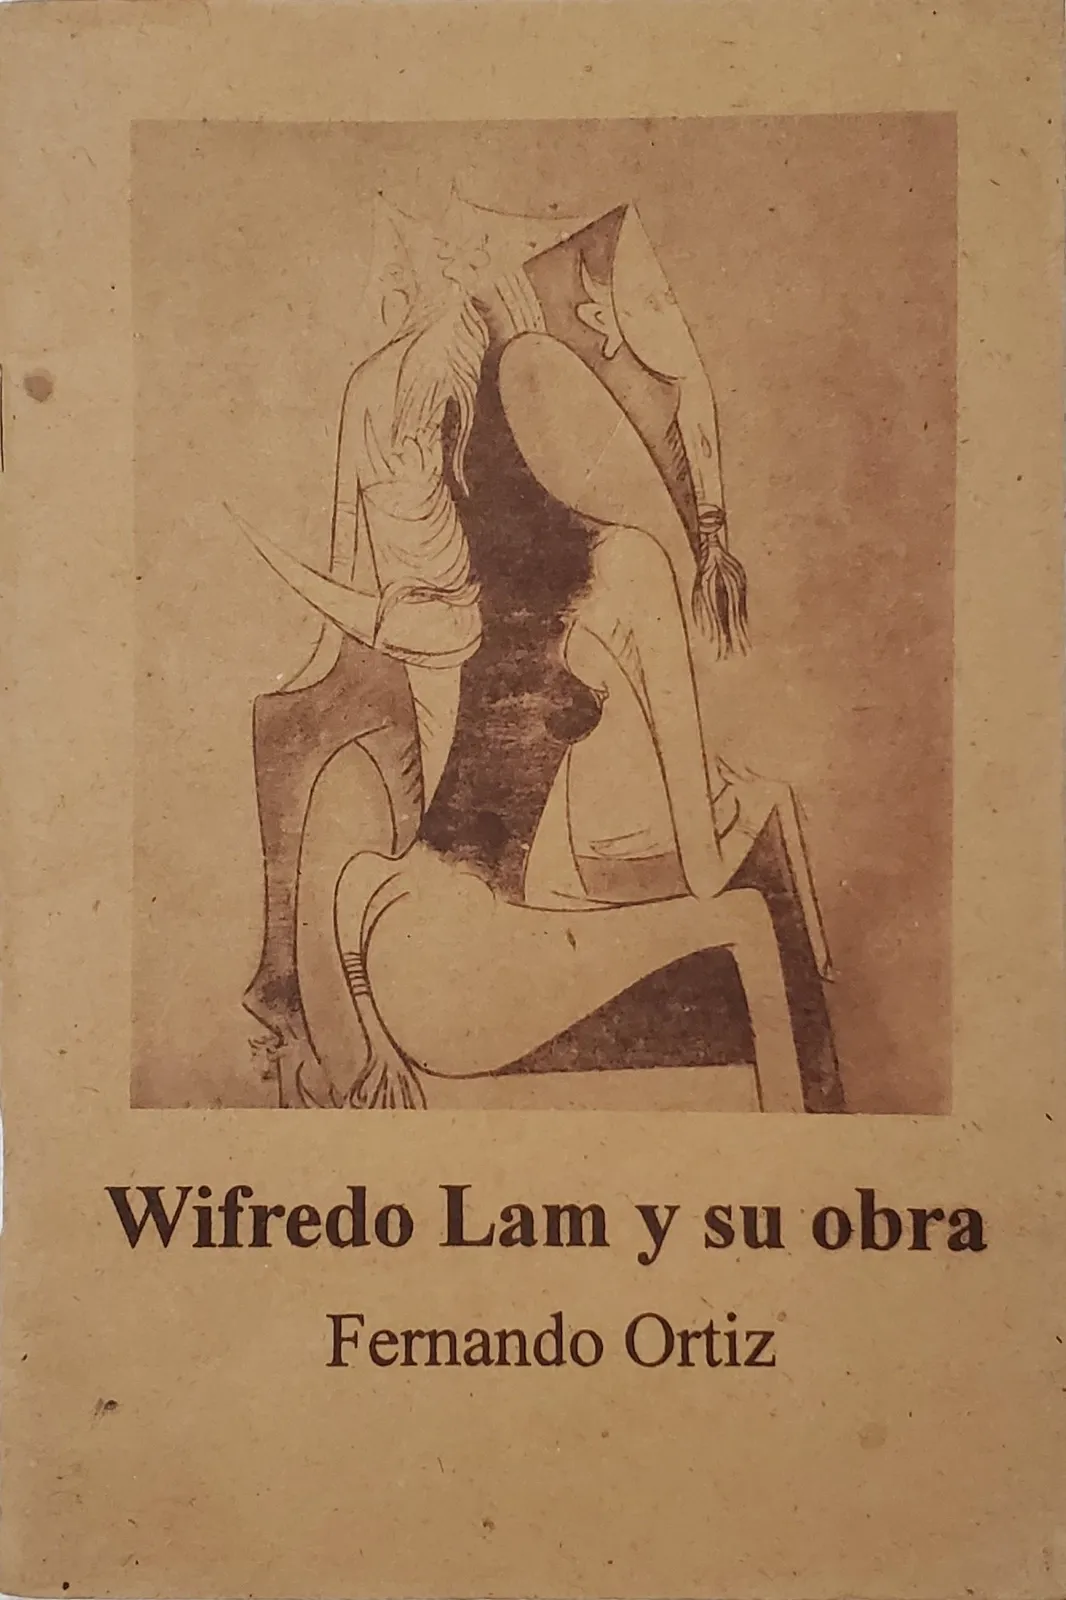 Wifredo Lam y su obra
Fernando Ortiz